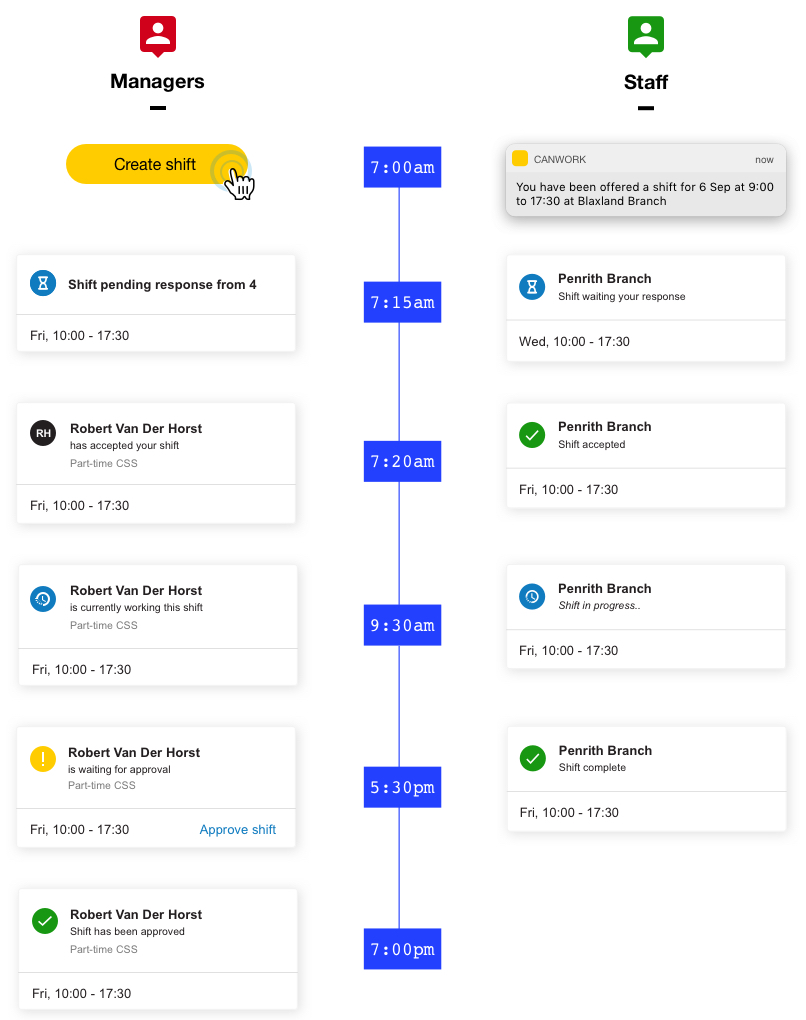 Managers
Staff
Create shift
7:00am
CANWORK
now
You have been offered a shift for 6 Sep at 9:00
to 17:30 at Blaxland Branch
Shift pending response from 4
Fri, 10:00 - 17:30
7:15am
Penrith Branch
Shift waiting your response
Wed, 10:00 - 17:30
RH
Robert Van Der Horst
has accepted your shift
Part-time CSS
Fri, 10:00 - 17:30
7:20am
Penrith Branch
Shift accepted
Fri, 10:00 - 17:30
Robert Van Der Horst
is currently working this shift
Part-time CSS
Fri, 10:00 - 17:30
9:30am
Penrith Branch
Shift in progress..
Fri, 10:00 - 17:30
Robert Van Der Horst
is waiting for approval
Part-time CSS
Fri, 10:00 - 17:30
Approve shift
5:30pm
Penrith Branch
Shift complete
Fri, 10:00 - 17:30
Robert Van Der Horst
Shift has been approved
Part-time CSS
Fri, 10:00 - 17:30
7:00pm